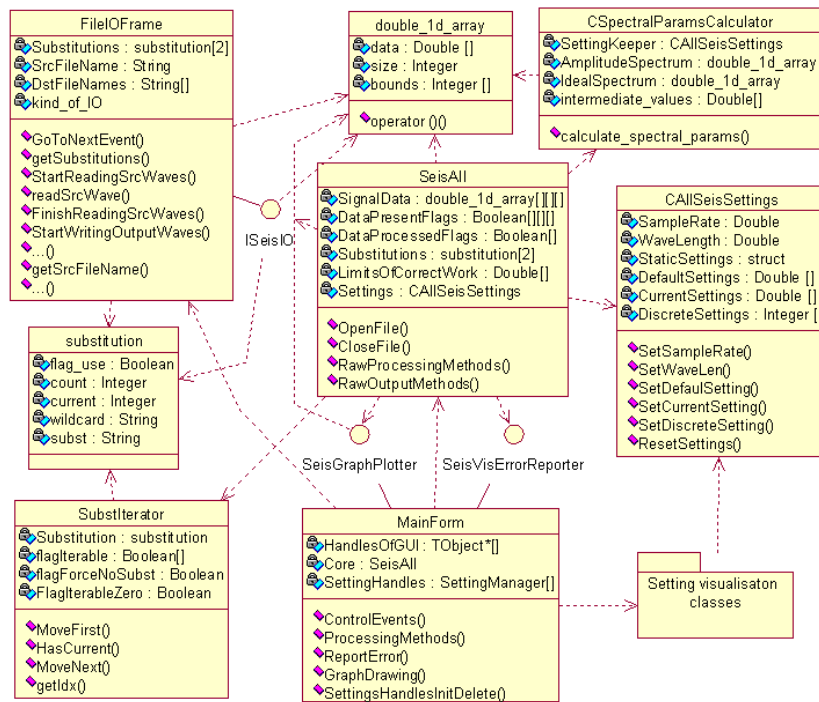 FileIOFrame
Substitutions : substitution[2]
SrcFileName : String
DstFileNames : String[]
kind_of_IO
GoToNextEvent()
getSubstitutions()
StartReadingSrcWaves()
readSrcWave()
FinishReadingSrcWaves()
StartWritingOutputWaves()
...()
getSrcFileName()
...()
double_1d_array
data : Double []
size : Integer
bounds : Integer []
operator ()()
CSpectralParamsCalculator
SettingKeeper : CAllSeisSettings
AmplitudeSpectrum : double_1d_array
IdealSpectrum : double_1d_array
intermediate_values : Double[]
calculate_spectral_params()
ISeisIO
SeisAll
SignalData : double_1d_array[][][]
DataPresentFlags : Boolean[][][]
DataProcessedFlags : Boolean[]
Substitutions : substitution[2]
LimitsOfCorrectWork : Double[]
Settings : CAllSeisSettings
OpenFile()
CloseFile()
RawProcessingMethods()
RawOutputMethods()
CAllSeisSettings
SampleRate : Double
WaveLength : Double
StaticSettings : struct
DefaultSettings : Double []
CurrentSettings : Double []
DiscreteSettings : Integer [
SetSampleRate()
SetWaveLen()
SetDefaulSetting()
SetCurrentSetting()
SetDiscreteSetting()
ResetSettings()
substitution
flag_use : Boolean
count : Integer
current : Integer
wildcard : String
subst : String
SeisGraphPlotter
SeisVisErrorReporter
SubstIterator
Substitution : substitution
flagIterable : Boolean[]
flagForceNoSubst : Boolean
FlagIterableZero : Boolean
MoveFirst()
HasCurrent()
MoveNext()
getIdx()
MainForm
HandlesOfGUI : TObject*[]
Core : SeisAll
SettingHandles : SettingManager[]
ControlEvents()
ProcessingMethods()
ReportError()
GraphDrawing()
SettingsHandlesInitDelete()
Setting visualisaton
classes